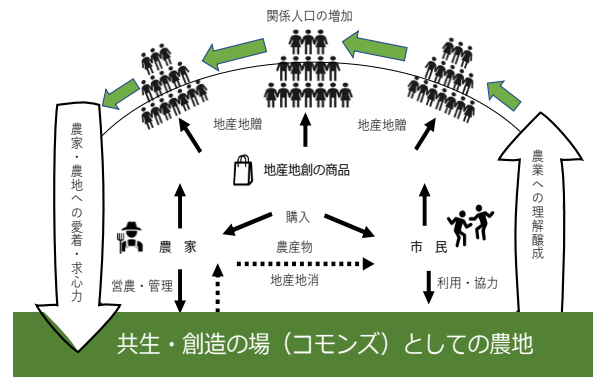 関係人口の増加
地産地贈
地産地贈
地産地創の商品
農家・農地への愛着・求心力
農業への理解醸成
購入
農家
農産物
市民
地産地消
営農・管理
利用・協力
共生・創造の場（コモンズ）としての農地